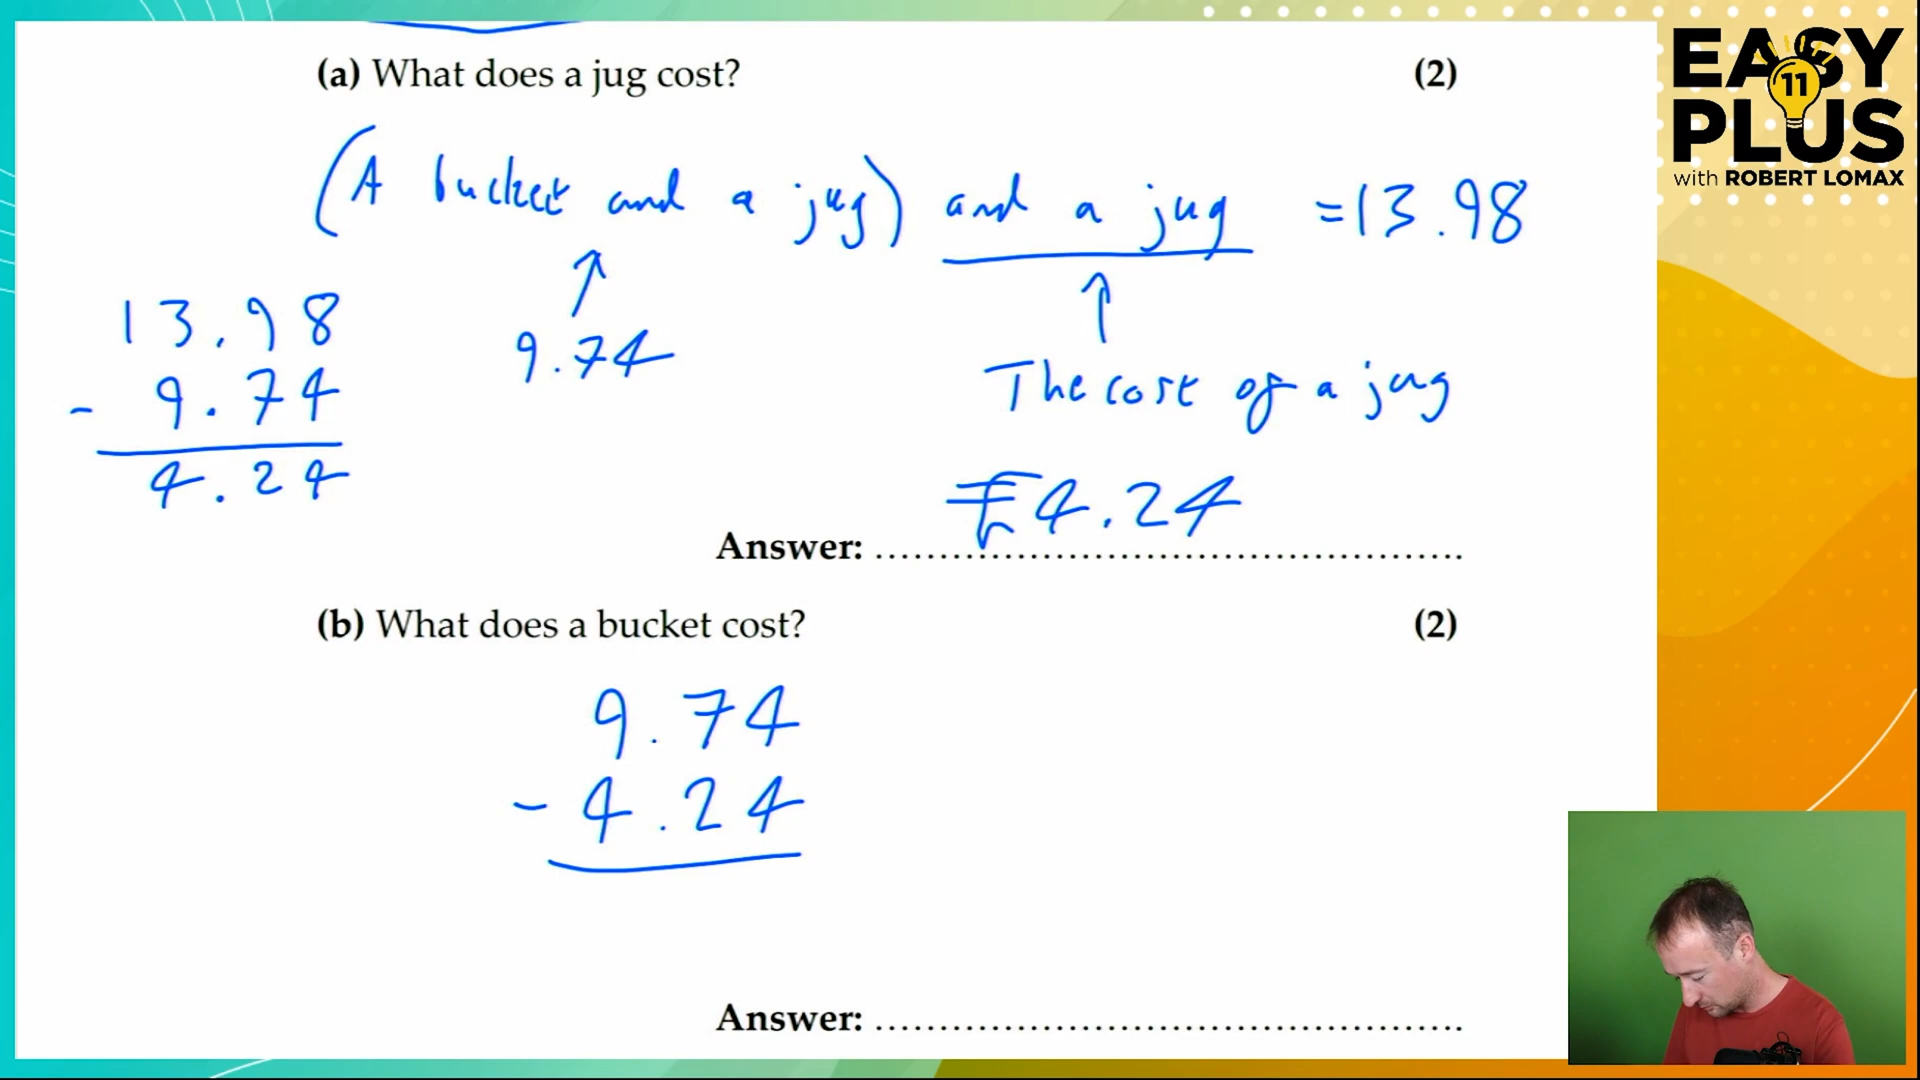 EASY
11
PLUS
with ROBERT LOMAX
(a) What does a jug cost? (2)
(A bucket and a jug) and a jug =13.98
13.98
- 9.74
4.24
9.74
The cost of a jug
£4.24
Answer: ..........................................
(b) What does a bucket cost? (2)
9.74
- 4.24
Answer: ..........................................